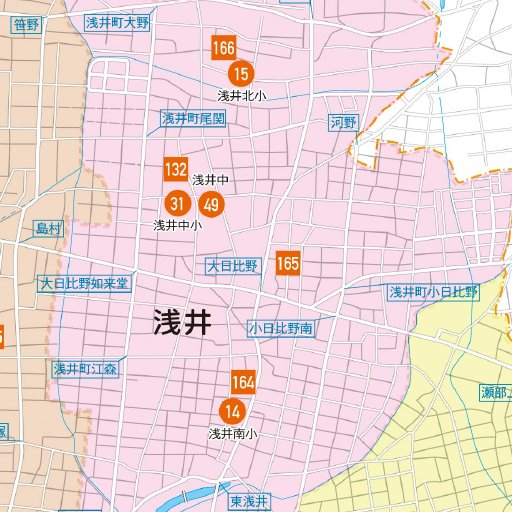 笹野
浅井町大野
166
15
浅井北小
浅井町尾関
河野
132
浅井中
31
49
浅井中小
島村
大日比野
165
大日比野如来堂
浅井町小日比野
浅井
小日比野南
浅井町江森
164
14
浅井南小
瀬部
東浅井